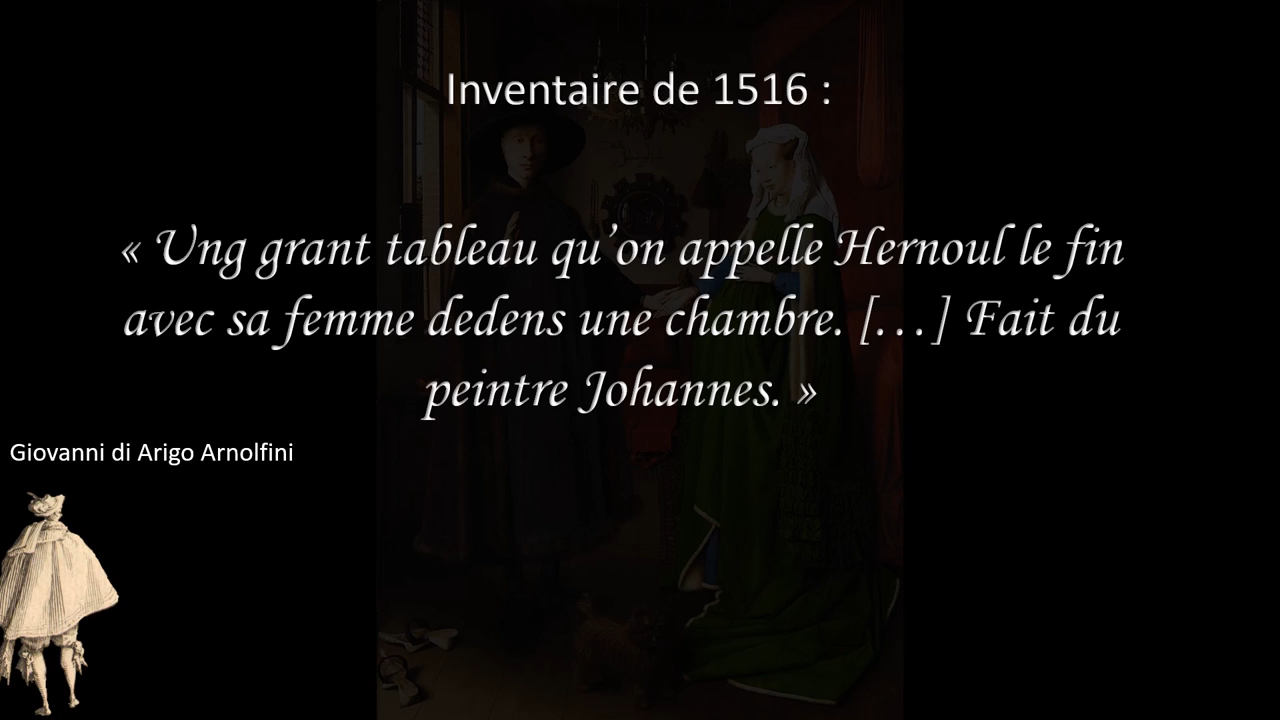 Inventaire de 1516 :
« Ung grant tableau qu’on appelle Hernoul le fin
avec sa femme dedens une chambre. […] Fait du
peintre Johannes. »
Giovanni di Arigo Arnolfini